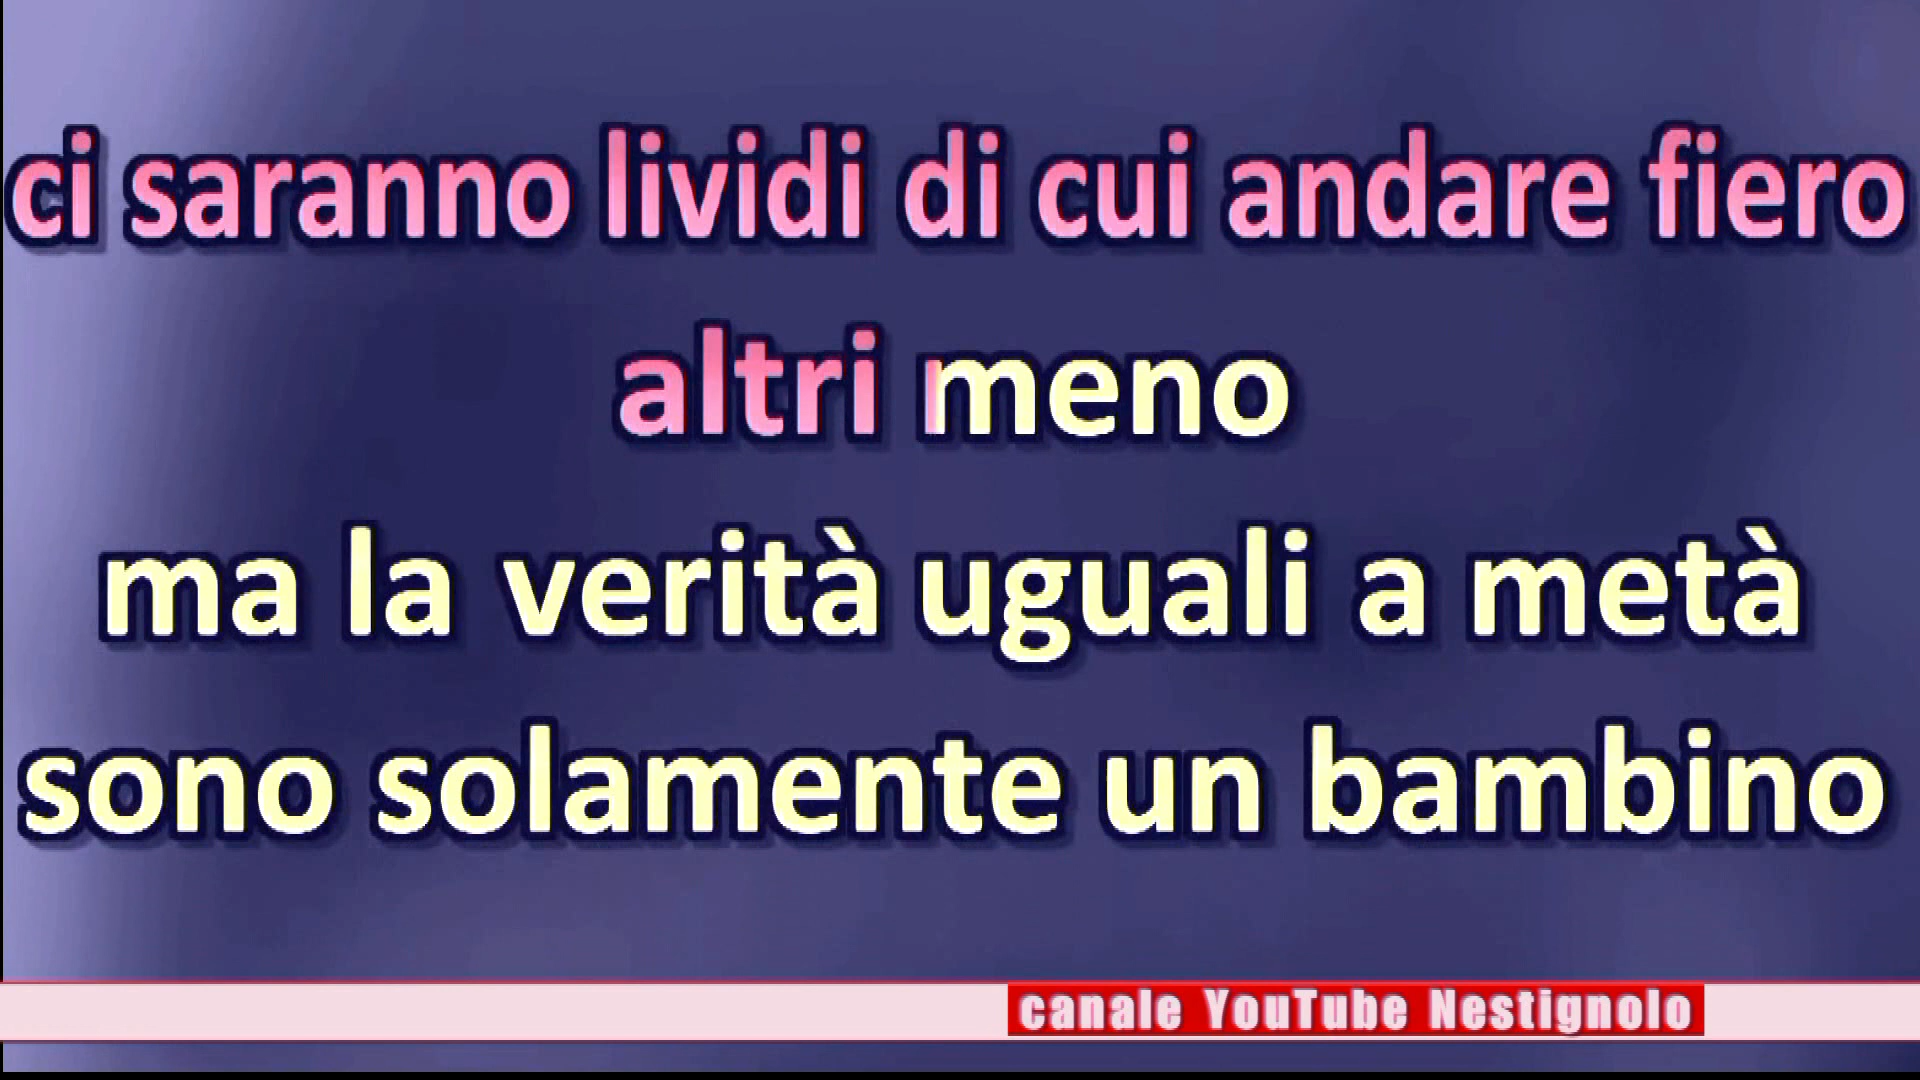 ci saranno lividi di cui andare fiero
altri meno
ma la verità uguali a metà
sono solamente un bambino
canale YouTube Nestignolo